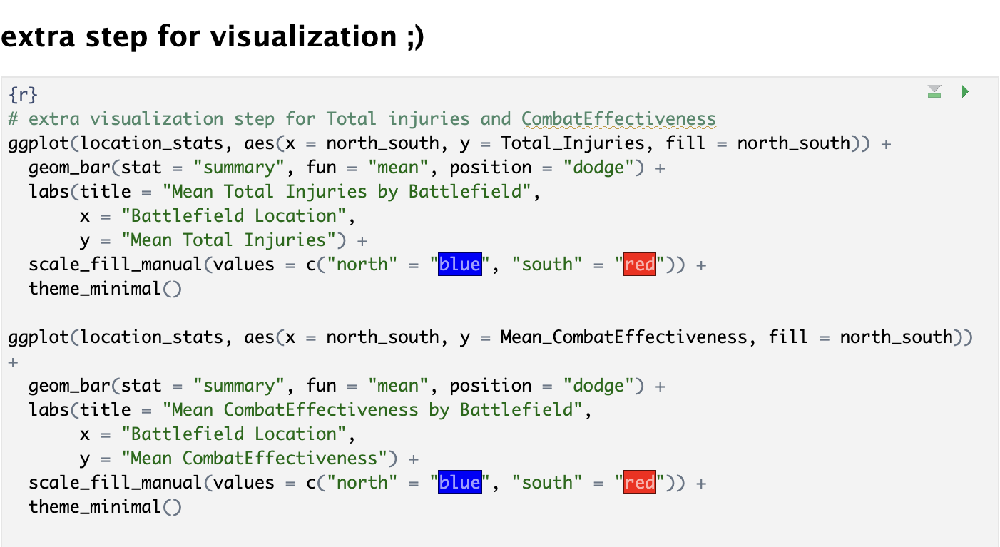 extra step for visualization ;)
{r}
# extra visualization step for Total injuries and CombatEffectiveness
ggplot(location_stats, aes(x = north_south, y = Total_Injuries, fill = north_south)) +
  geom_bar(stat = "summary", fun = "mean", position = "dodge") +
  labs(title = "Mean Total Injuries by Battlefield",
       x = "Battlefield Location",
       y = "Mean Total Injuries") +
  scale_fill_manual(values = c("north" = "blue", "south" = "red")) +
  theme_minimal()

ggplot(location_stats, aes(x = north_south, y = Mean_CombatEffectiveness, fill = north_south))
+
  geom_bar(stat = "summary", fun = "mean", position = "dodge") +
  labs(title = "Mean CombatEffectiveness by Battlefield",
       x = "Battlefield Location",
       y = "Mean CombatEffectiveness") +
  scale_fill_manual(values = c("north" = "blue", "south" = "red")) +
  theme_minimal()